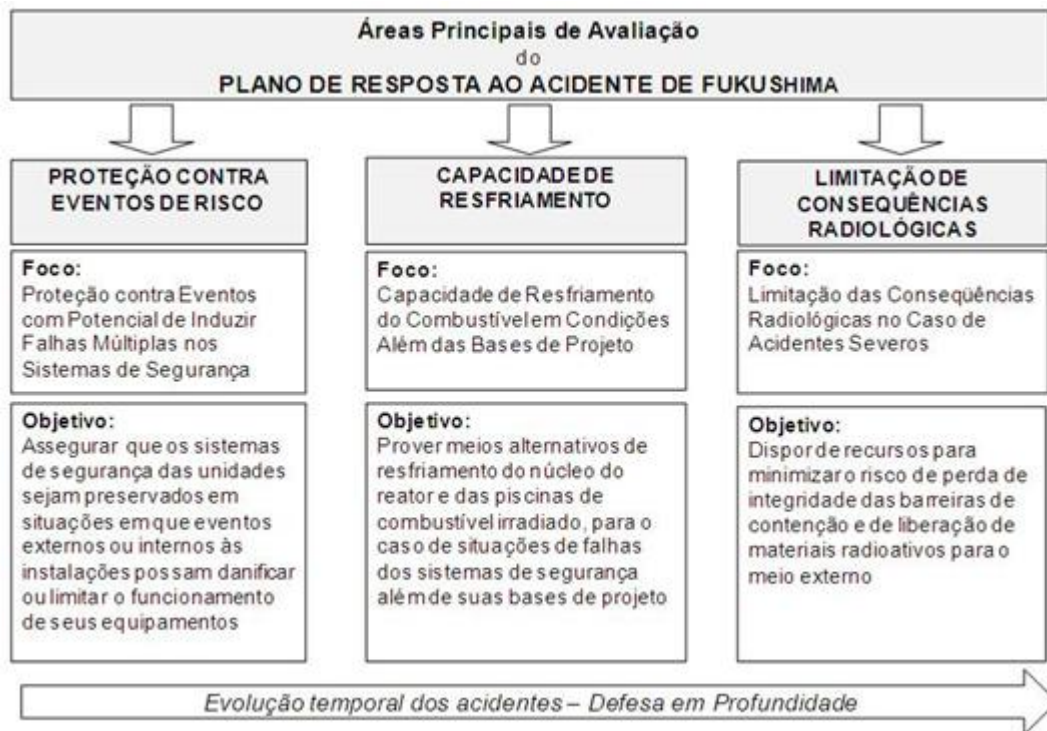 Áreas Principais de Avaliação
do
PLANO DE RESPOSTA AO ACIDENTE DE FUKUSHIMA
PROTEÇÃO CONTRA
EVENTOS DE RISCO
Foco:
Proteção contra Eventos
com Potencial de Induzir
Falhas Múltiplas nos
Sistemas de Segurança
Objetivo:
Assegurar que os sistemas
de segurança das unidades
sejam preservados em
situações em que eventos
externos ou internos às
instalações possam danificar
ou limitar o funcionamento
de seus equipamentos
CAPACIDADE DE
RESFRIAMENTO
Foco:
Capacidade de Resfriamento
do Combustível em Condições
Além das Bases de Projeto
Objetivo:
Prover meios alternativos de
resfriamento do núcleo do
reator e das piscinas de
combustível irradiado, para o
caso de situações de falhas
dos sistemas de segurança
além de suas bases de projeto
LIMITAÇÃO DE
CONSEQUÊNCIAS
RADIOLÓGICAS
Foco:
Limitação das Conseqüências
Radiológicas no Caso de
Acidentes Severos
Objetivo:
Dispor de recursos para
minimizar o risco de perda de
integridade das barreiras de
contenção e de liberação de
materiais radioativos para o
meio externo
Evolução temporal dos acidentes – Defesa em Profundidade